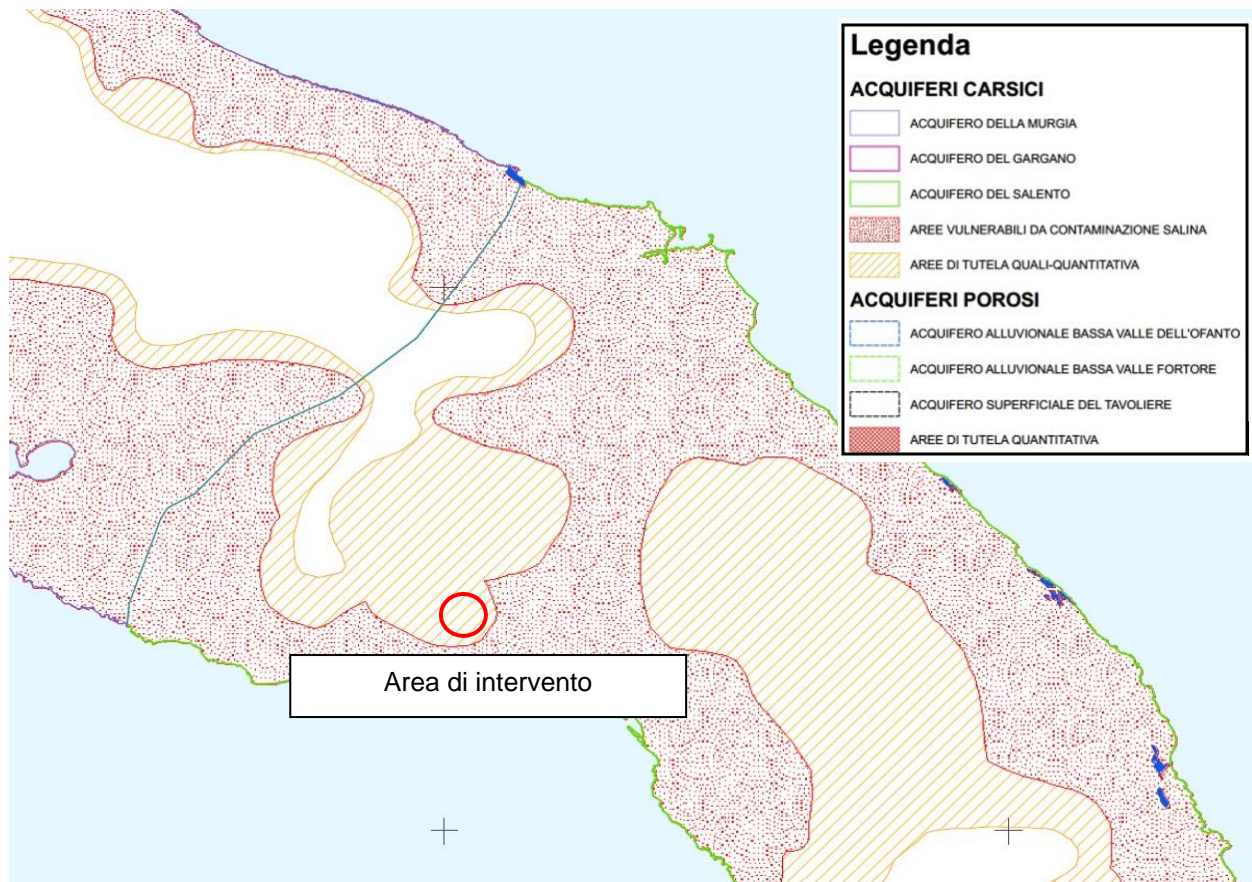 Legenda
ACQUIFERI CARSICI
ACQUIFERO DELLA MURGIA
ACQUIFERO DEL GARGANO
ACQUIFERO DEL SALENTO
AREE VULNERABILI DA CONTAMINAZIONE SALINA
AREE DI TUTELA QUALI-QUANTITATIVA
ACQUIFERI POROSI
ACQUIFERO ALLUVIONALE BASSA VALLE DELL'OFANTO
ACQUIFERO ALLUVIONALE BASSA VALLE FORTORE
ACQUIFERO SUPERFICIALE DEL TAVOLIERE
AREE DI TUTELA QUANTITATIVA
Area di intervento